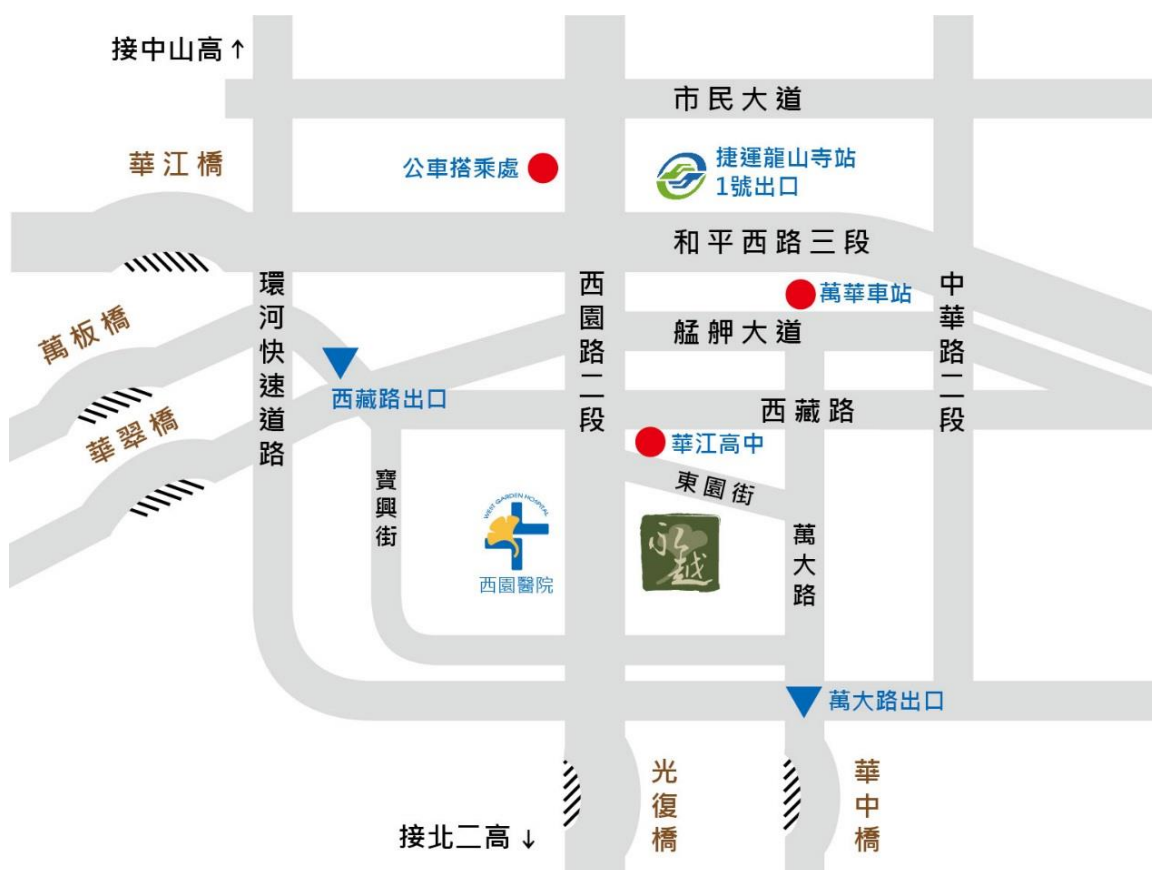 接中山高↑
市民大道
華江橋
公車搭乘處
捷運龍山寺站
1號出口
和平西路三段
環河快速道路
西園路二段
萬華車站
中華路二段
萬板橋
艋舺大道
西藏路出口
西藏路
華翠橋
華江高中
東園街
寶興街
WEST GARDEN HOSPITAL
西園醫院
永越
萬大路
萬大路出口
光復橋
華中橋
接北二高↓